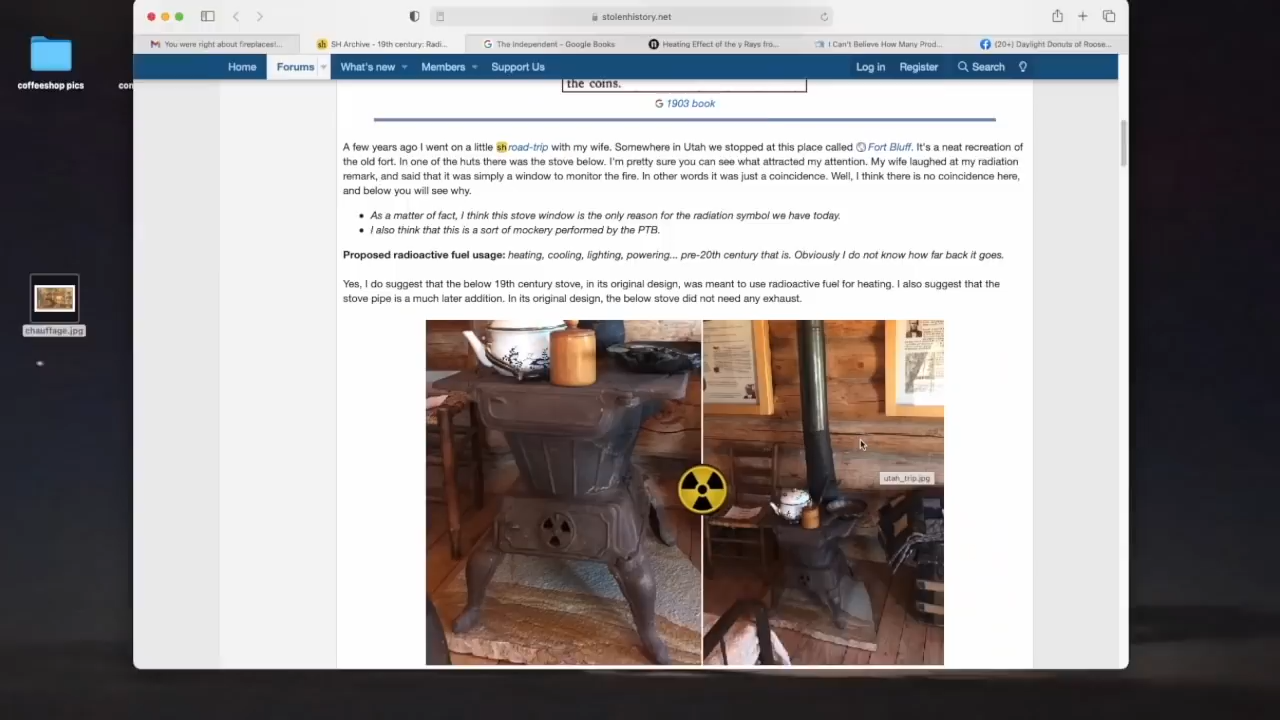 stolenhistory.net
You were right about fireplaces!...
SH Archive - 19th century: Radi...
The Independent - Google Books
Heating Effect of the γ Rays fro...
I Can't Believe How Many Prod...
(20+) Daylight Donuts of Roose...
Home
Forums
What's new
Members
Support Us
Log in
Register
Search
coffeeshop pics
chauffage.jpg
the coins.
1903 book
A few years ago I went on a little sh road-trip with my wife. Somewhere in Utah we stopped at this place called Fort Bluff. It's a neat recreation of
the old fort. In one of the huts there was the stove below. I'm pretty sure you can see what attracted my attention. My wife laughed at my radiation
remark, and said that it was simply a window to monitor the fire. In other words it was just a coincidence. Well, I think there is no coincidence here,
and below you will see why.
• As a matter of fact, I think this stove window is the only reason for the radiation symbol we have today.
• I also think that this is a sort of mockery performed by the PTB.
Proposed radioactive fuel usage: heating, cooling, lighting, powering... pre-20th century that is. Obviously I do not know how far back it goes.
Yes, I do suggest that the below 19th century stove, in its original design, was meant to use radioactive fuel for heating. I also suggest that the
stove pipe is a much later addition. In its original design, the below stove did not need any exhaust.
utah_trip.jpg